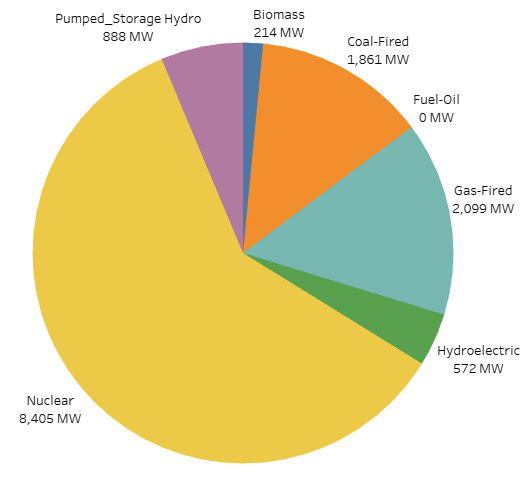 Pumped_Storage Hydro
888 MW
Biomass
214 MW
Coal-Fired
1,861 MW
Fuel-Oil
0 MW
Gas-Fired
2,099 MW
Hydroelectric
572 MW
Nuclear
8,405 MW